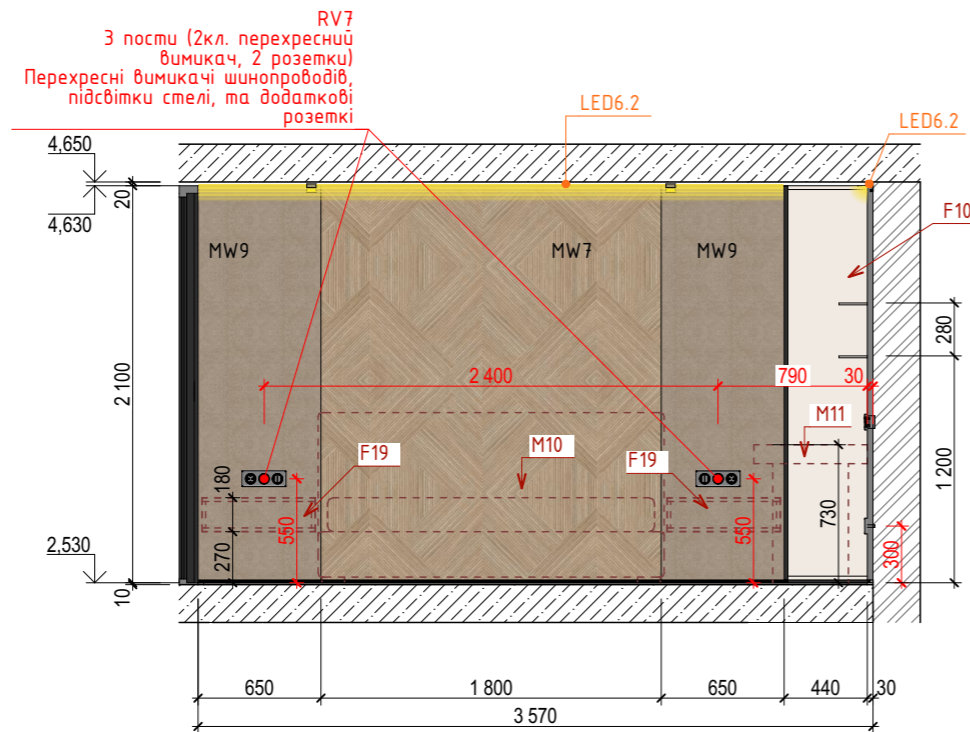 RV7
3 пости (2кл. перехресний
вимикач, 2 розетки)
Перехресні вимикачі шинопроводів,
підсвітки стелі, та додаткові
розеткі
LED6.2
LED6.2
4,650
20
4,630
F10
MW9
MW7
MW9
280
2 100
2 400
790
30
M11
F19
M10
F19
180
550
550
730
1 200
270
300
2,530
10
650
1 800
650
440
30
3 570